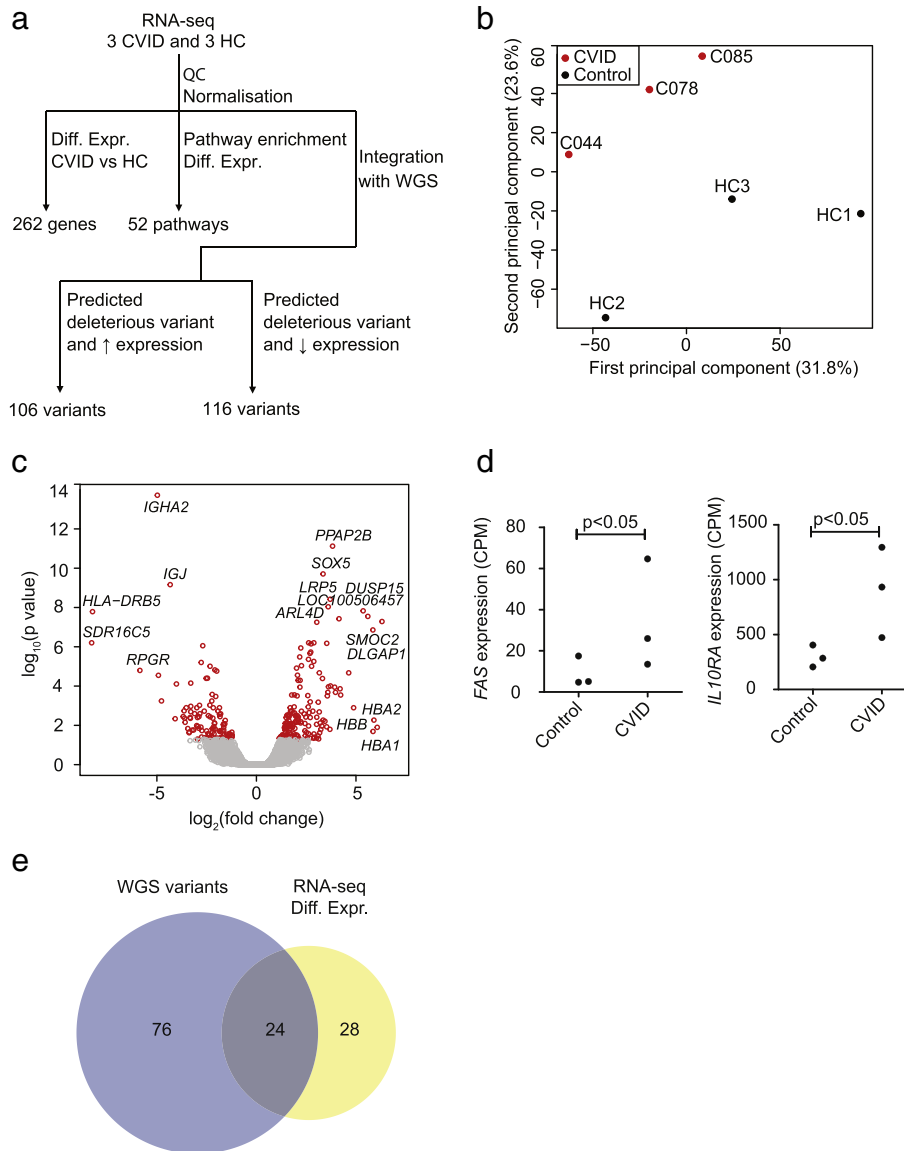 a
RNA-seq
3 CVID and 3 HC
QC
Normalisation
Diff. Expr.
CVID vs HC
Pathway enrichment
Diff. Expr.
Integration
with WGS
262 genes
52 pathways
Predicted
deleterious variant
and ↑ expression
Predicted
deleterious variant
and ↓ expression
106 variants
116 variants
b
CVID
Control
C085
C078
C044
HC3
HC1
HC2
Second principal component (23.6%)
60
40
20
0
−20
−60
−50
0
50
First principal component (31.8%)
c
14
12
10
8
6
4
2
0
log10(p value)
IGHA2
PPAP2B
SOX5
IGJ
LRP5
DUSP15
HLA−DRB5
LOC100506457
ARL4D
SDR16C5
SMOC2
RPGR
DLGAP1
HBA2
HBB
HBA1
-5
0
5
log2(fold change)
d
FAS expression (CPM)
80
60
40
20
0
p<0.05
Control
CVID
IL10RA expression (CPM)
1500
1000
500
0
p<0.05
Control
CVID
e
WGS variants
RNA-seq
Diff. Expr.
76
24
28